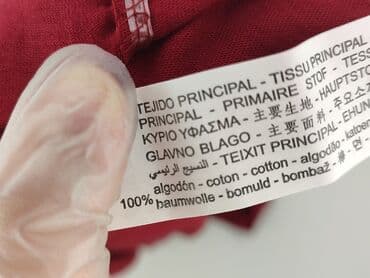 TEJIDO PRINCIPAL - TISSU PRINCIPAL
PRINCIPAL - PRIMAIRE STOF - TESS
ΚΥΡΙΟ ΥΦΑΣΜΑ - 主要生地 - HAUPTSTO
GLAVNO BLAGO - 主要面料 - 주요소
النسيج الرئيسي - TEIXIT PRINCIPAL - EHUN
algodón - coton - cotton - algodão - katoen
100% baumwolle - bomuld - bombaž - 棉 - 면 -